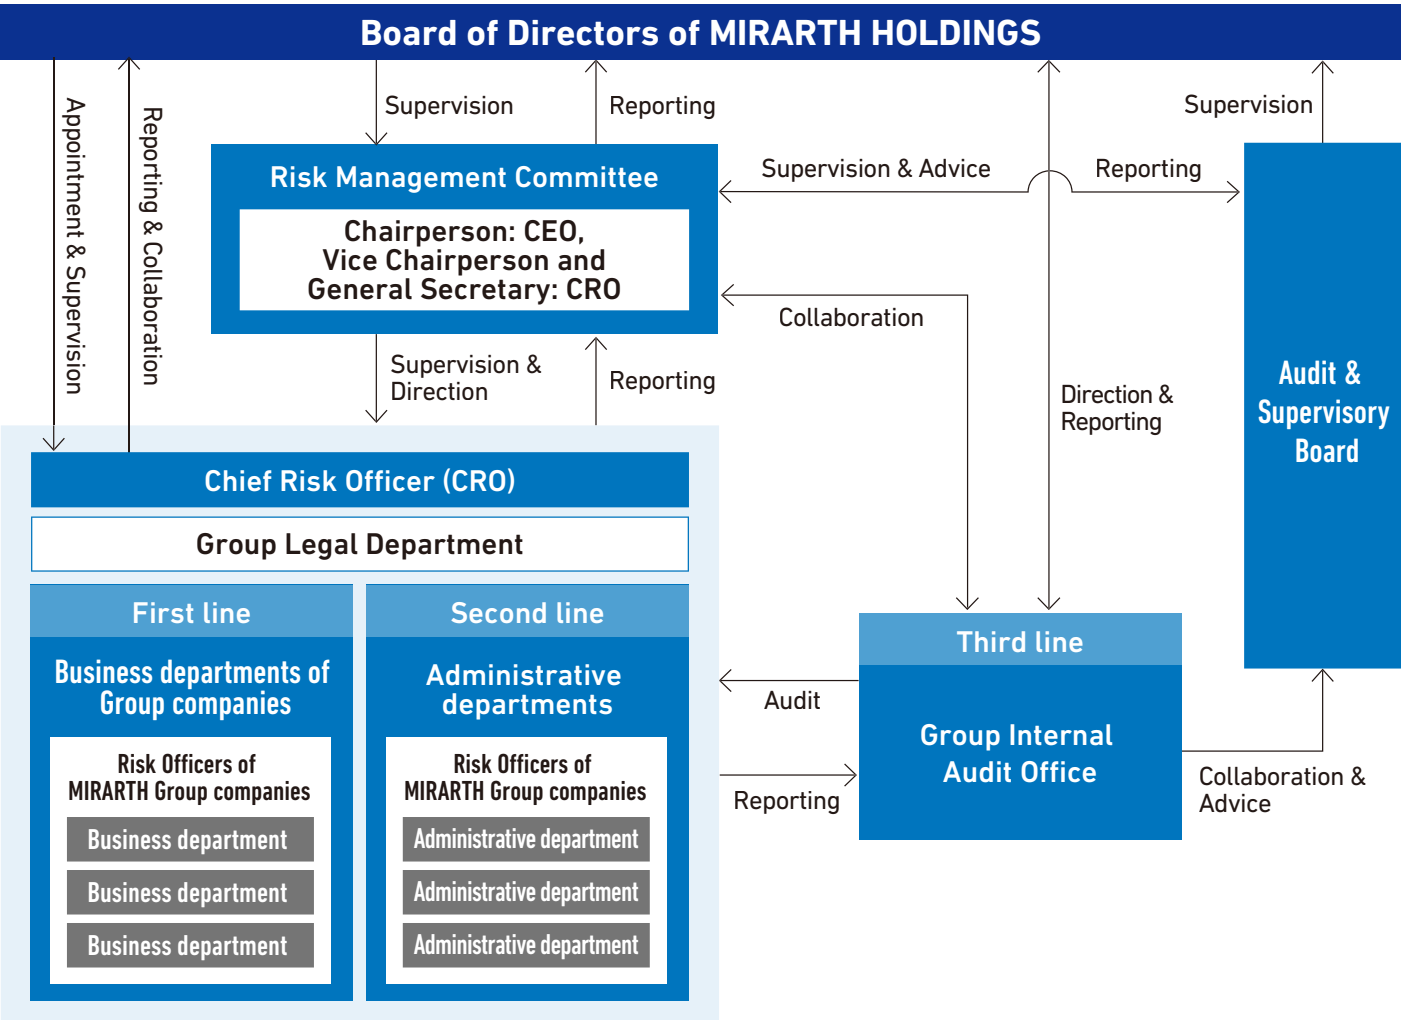 Board of Directors of MIRARTH HOLDINGS
Appointment & Supervision
Reporting & Collaboration
Supervision
Reporting
Supervision
Risk Management Committee
Chairperson: CEO,
Vice Chairperson and
General Secretary: CRO
Supervision & Advice
Reporting
Collaboration
Supervision &
Direction
Reporting
Direction &
Reporting
Audit &
Supervisory
Board
Chief Risk Officer (CRO)
Group Legal Department
First line
Business departments of
Group companies
Risk Officers of
MIRARTH Group companies
Business department
Business department
Business department
Second line
Administrative
departments
Risk Officers of
MIRARTH Group companies
Administrative department
Administrative department
Administrative department
Audit
Reporting
Third line
Group Internal
Audit Office
Collaboration &
Advice